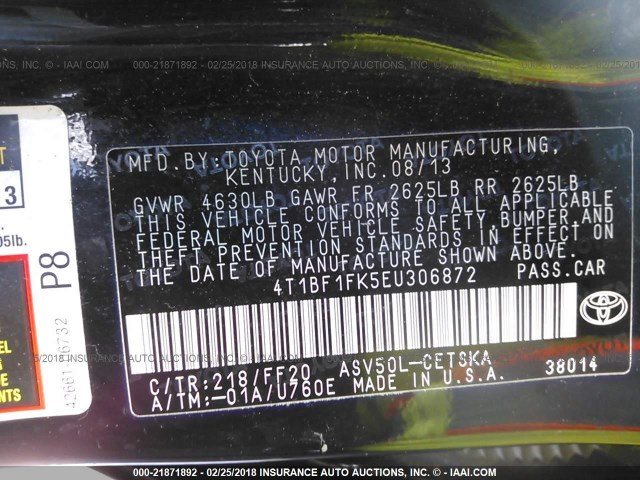 000-21871892 - 02/25/2018 INSURANCE AUTO AUCTIONS, INC. - © IAAI.COM
MFD. BY: TOYOTA MOTOR MANUFACTURING,
KENTUCKY, INC. 08/13
GVWR 4630LB GAWR FR 2625LB RR 2625LB
THIS VEHICLE CONFORMS TO ALL APPLICABLE
FEDERAL MOTOR VEHICLE SAFETY, BUMPER, AND
THEFT PREVENTION STANDARDS IN EFFECT ON
THE DATE OF MANUFACTURE SHOWN ABOVE.
4T1BF1FK5EU306872 PASS.CAR
C/TR:218/FF20 ASV50L-CETSKA
A/TM:-01A/U760E MADE IN U.S.A. 38014
TOYOTA
3
05lb.
P8
42661-06732
000-21871892 - 02/25/2018 INSURANCE AUTO AUCTIONS, INC. - © IAAI.COM